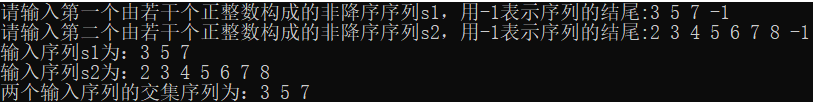 请输入第一个由若干个正整数构成的非降序序列s1，用-1表示序列的结尾:3 5 7 -1
请输入第二个由若干个正整数构成的非降序序列s2，用-1表示序列的结尾:2 3 4 5 6 7 8 -1
输入序列s1为：3 5 7
输入序列s2为：2 3 4 5 6 7 8
两个输入序列的交集序列为：3 5 7